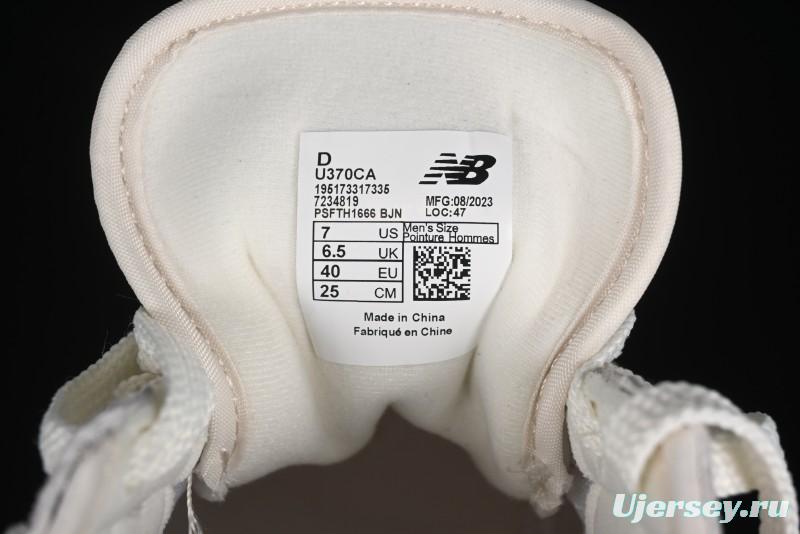 D
U370CA
195173317335
7234819
PSFTH1666 BJN
NB
MFG:08/2023
LOC:47
7 US
6.5 UK
40 EU
25 CM
Men's Size
Pointure Hommes
Made in China
Fabriqué en Chine
Ujersey.ru